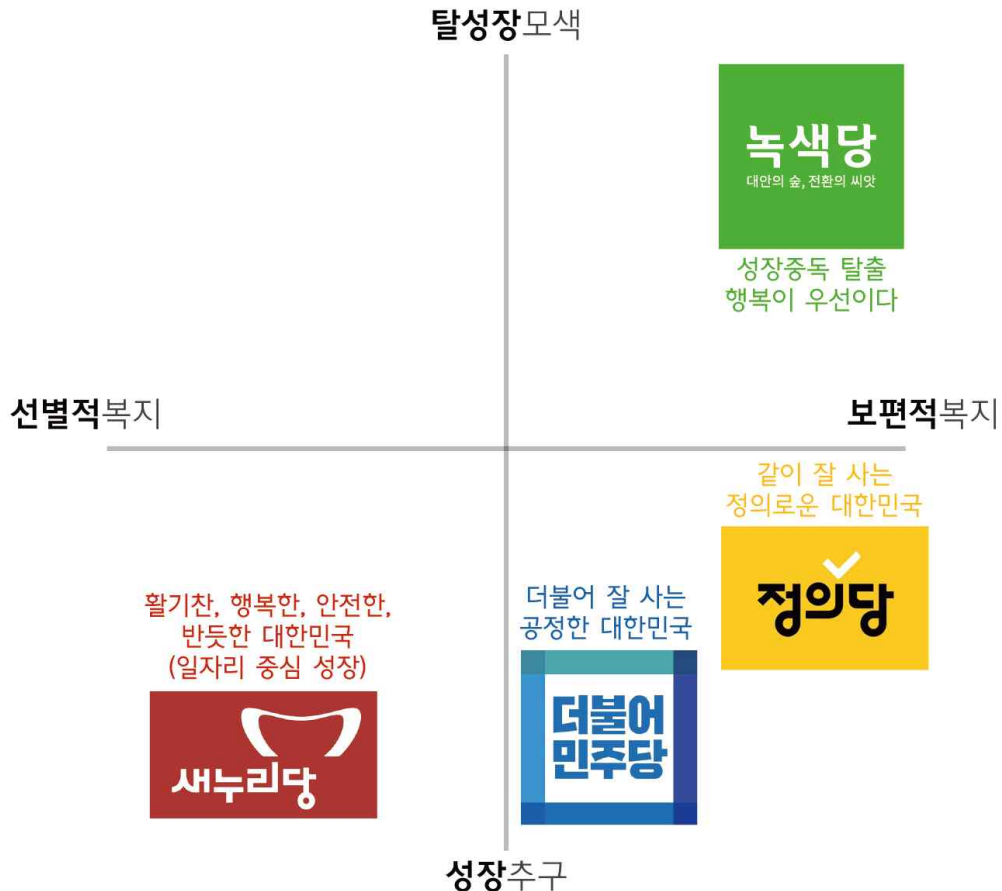 탈성장모색
녹색당
대안의 숲, 전환의 씨앗
성장중독 탈출
행복이 우선이다
선별적복지
보편적복지
같이 잘 사는
정의로운 대한민국
정의당
더불어 잘 사는
공정한 대한민국
더불어
민주당
활기찬, 행복한, 안전한,
반듯한 대한민국
(일자리 중심 성장)
새누리당
성장추구